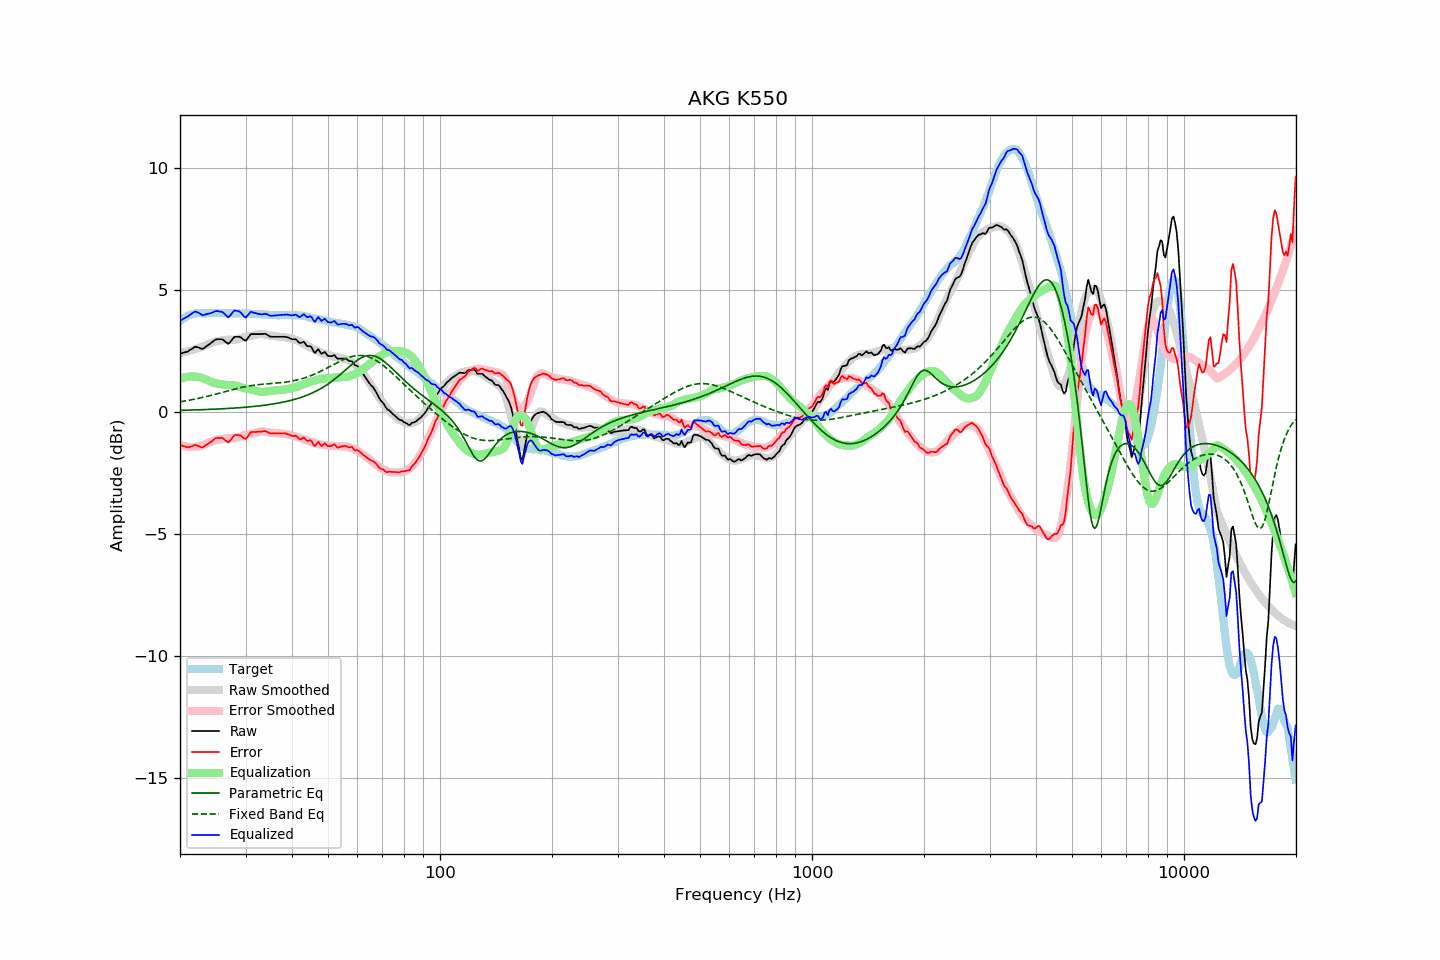 AKG K550
Amplitude (dBr)
10
5
0
−5
−10
−15
Target
Raw Smoothed
Error Smoothed
Raw
Error
Equalization
Parametric Eq
Fixed Band Eq
Equalized
100
1000
10000
Frequency (Hz)